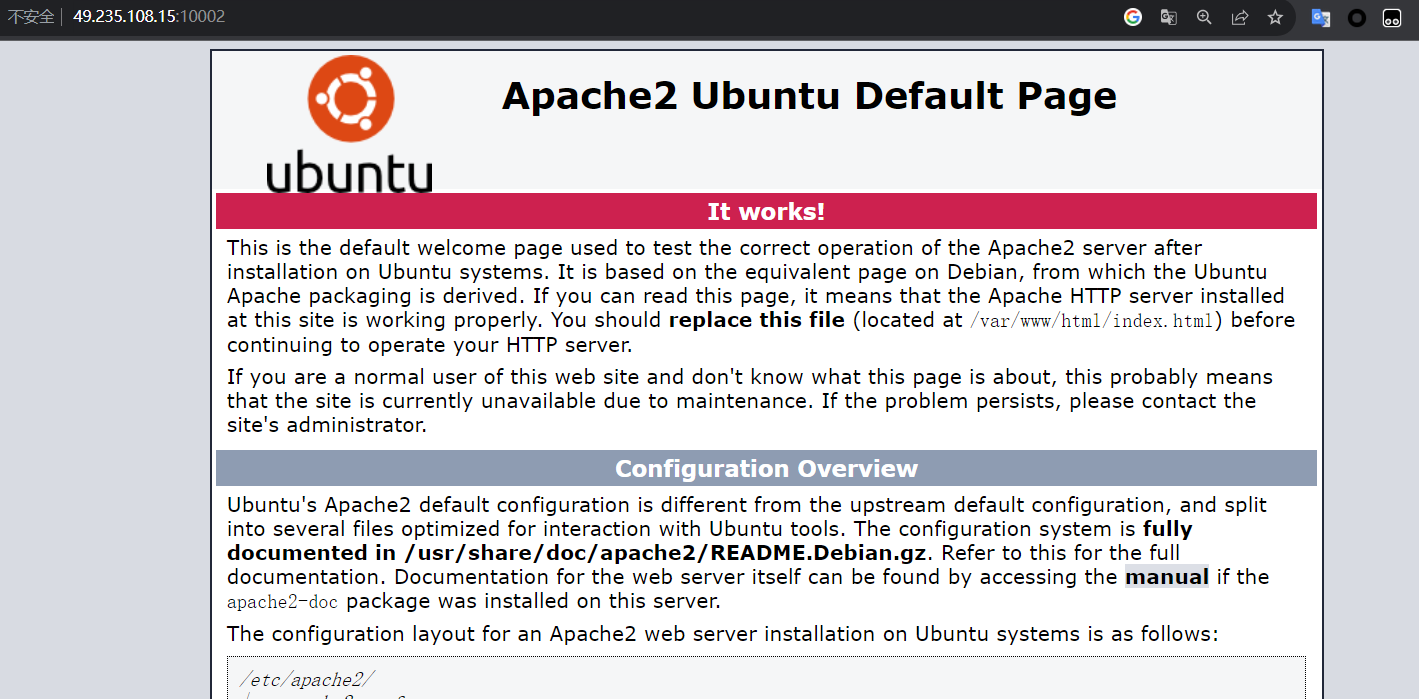 不安全 49.235.108.15:10002
Apache2 Ubuntu Default Page
ubuntu
It works!
This is the default welcome page used to test the correct operation of the Apache2 server after
installation on Ubuntu systems. It is based on the equivalent page on Debian, from which the Ubuntu
Apache packaging is derived. If you can read this page, it means that the Apache HTTP server installed
at this site is working properly. You should replace this file (located at /var/www/html/index.html) before
continuing to operate your HTTP server.
If you are a normal user of this web site and don't know what this page is about, this probably means
that the site is currently unavailable due to maintenance. If the problem persists, please contact the
site's administrator.
Configuration Overview
Ubuntu's Apache2 default configuration is different from the upstream default configuration, and split
into several files optimized for interaction with Ubuntu tools. The configuration system is fully
documented in /usr/share/doc/apache2/README.Debian.gz. Refer to this for the full
documentation. Documentation for the web server itself can be found by accessing the manual if the
apache2-doc package was installed on this server.
The configuration layout for an Apache2 web server installation on Ubuntu systems is as follows:
/etc/apache2/